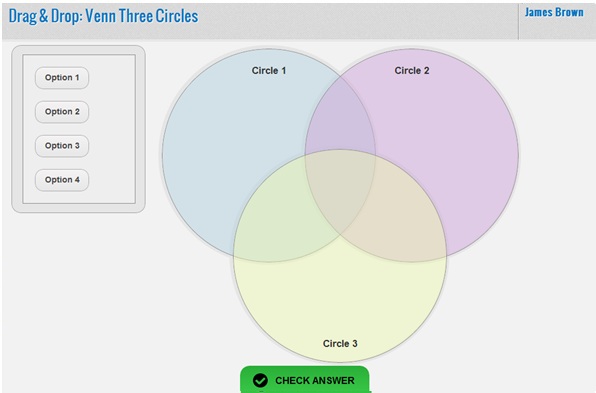 Drag & Drop: Venn Three Circles
James Brown
Option 1
Option 2
Option 3
Option 4
Circle 1
Circle 2
Circle 3
CHECK ANSWER